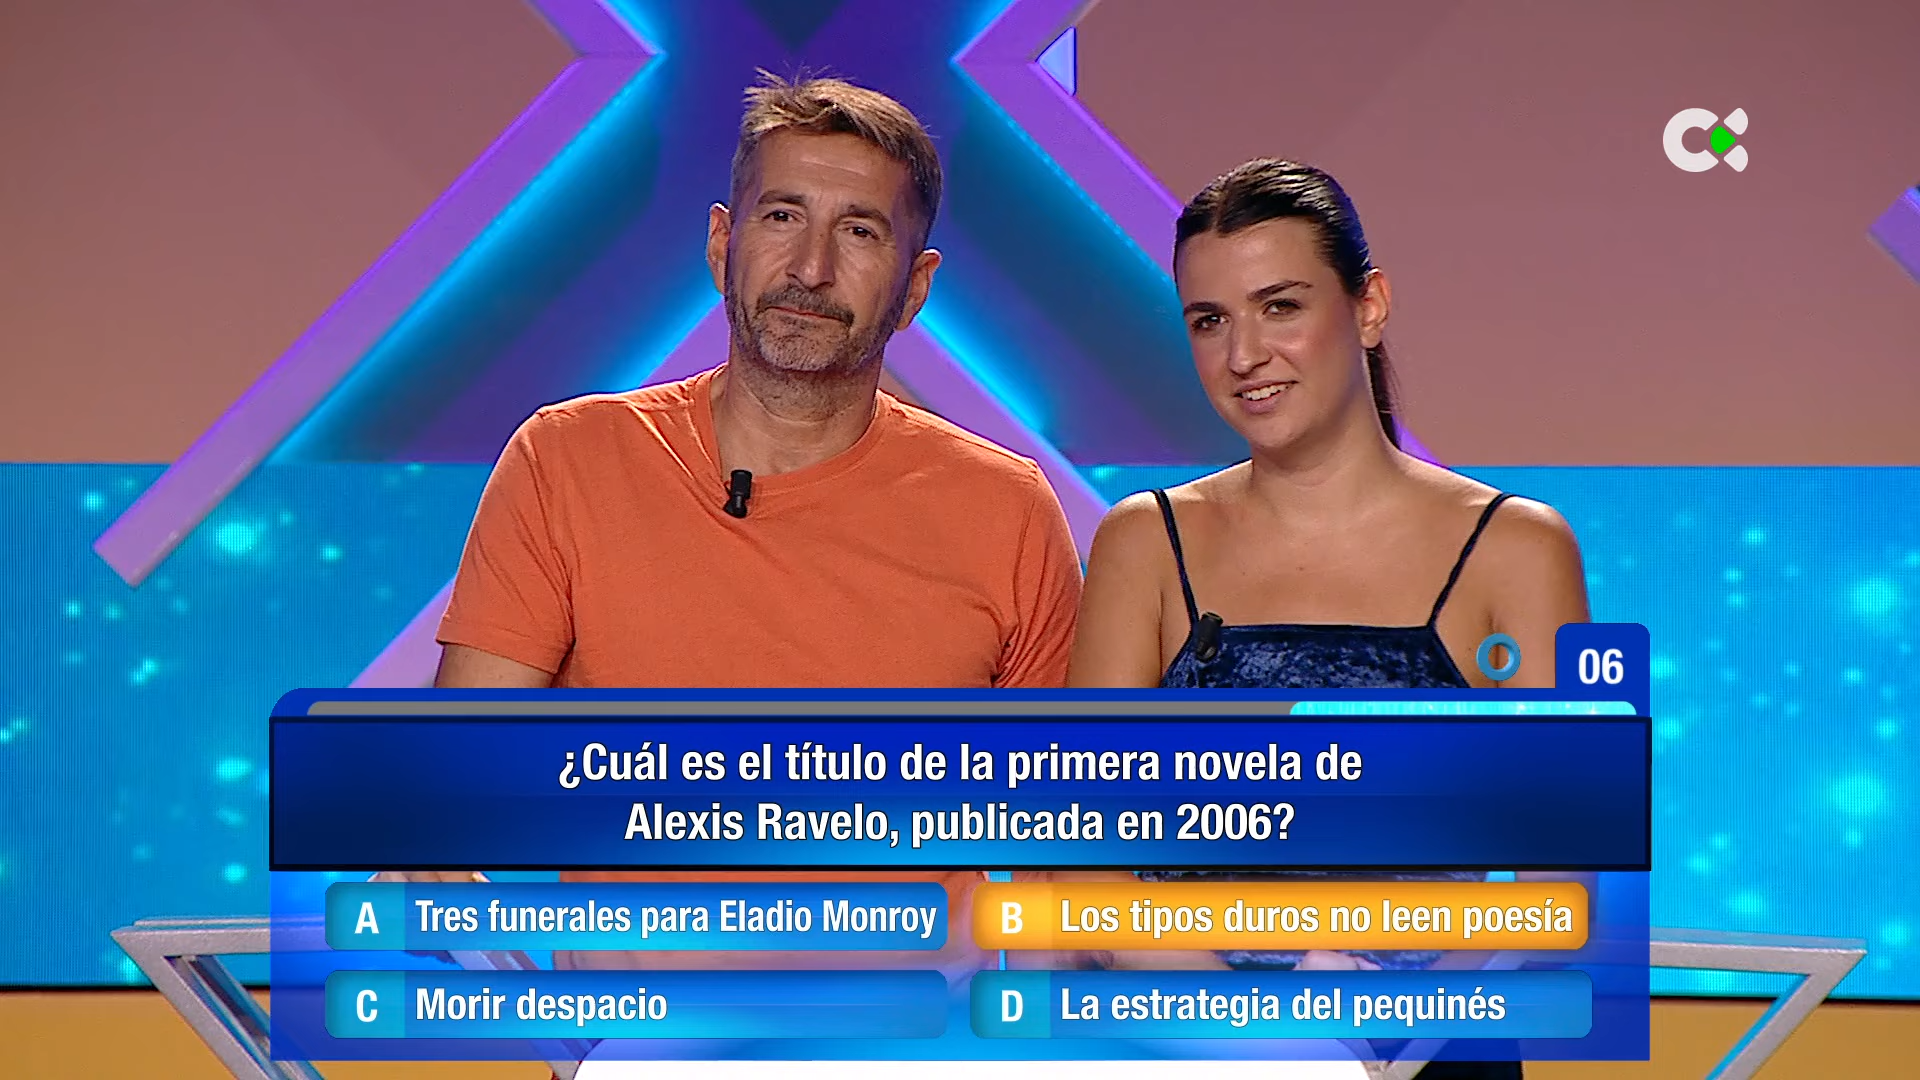 06
¿Cuál es el título de la primera novela de
Alexis Ravelo, publicada en 2006?
A Tres funerales para Eladio Monroy
B Los tipos duros no leen poesía
C Morir despacio
D La estrategia del pequinés